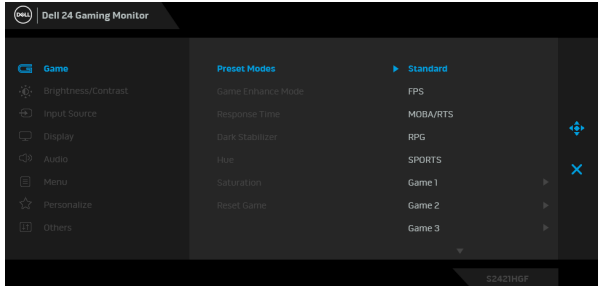 DELL Dell 24 Gaming Monitor
Game
Brightness/Contrast
Input Source
Display
Audio
Menu
Personalize
Others
Preset Modes
Game Enhance Mode
Response Time
Dark Stabilizer
Hue
Saturation
Reset Game
Standard
FPS
MOBA/RTS
RPG
SPORTS
Game 1
Game 2
Game 3
S2421HGF